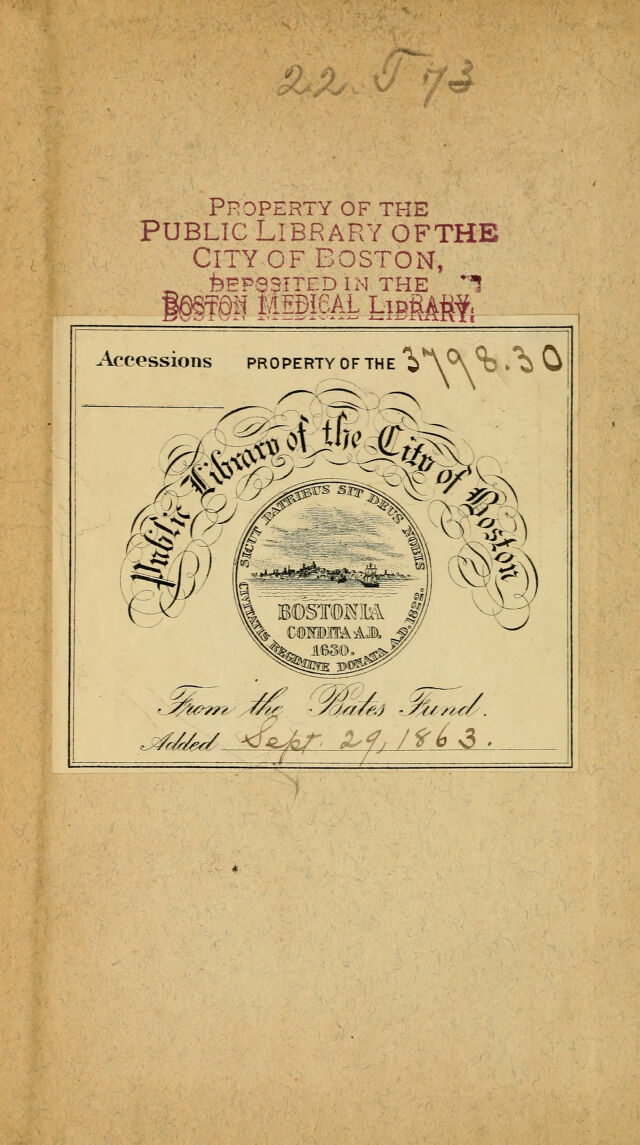 22. T 73
PROPERTY OF THE
PUBLIC LIBRARY OF THE
CITY OF BOSTON,
DEPOSITED IN THE
BOSTON MEDICAL LIBRARY.
Accessions
PROPERTY OF THE 3798.30
Public Library of the City of Boston
SICUT PATRIBUS SIT DEUS NOBIS
BOSTONIA
CONDITA A.D.
1630.
CIVITATIS REGIMINE DONATA A.D. 1822.
From the Bates Fund.
Added Sept. 29, 1863.